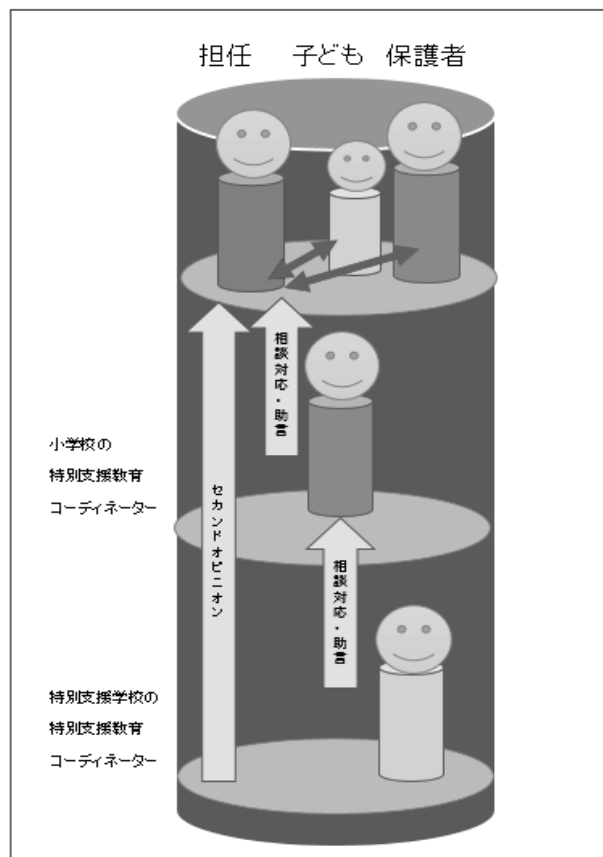 担任　子ども　保護者
相談対応・助言
小学校の
特別支援教育
コーディネーター
セカンドオピニオン
相談対応・助言
特別支援学校の
特別支援教育
コーディネーター